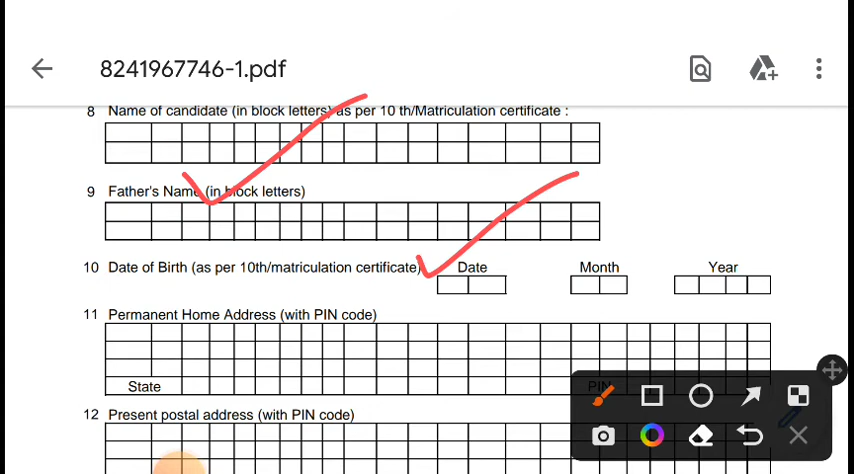 8241967746-1.pdf
8 Name of candidate (in block letters) as per 10 th/Matriculation certificate :
9 Father's Name (in block letters)
10 Date of Birth (as per 10th/matriculation certificate) Date Month Year
11 Permanent Home Address (with PIN code)
State PIN
12 Present postal address (with PIN code)